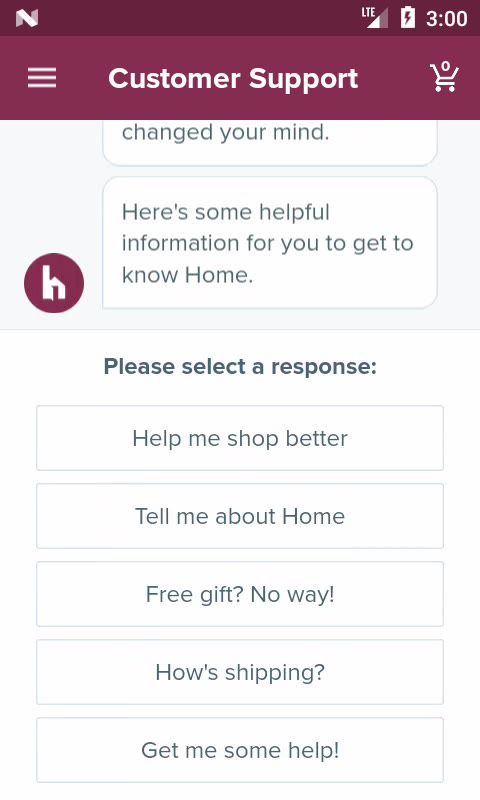 LTE
3:00
Customer Support
0
changed your mind.
Here's some helpful
information for you to get to
know Home.
h
Please select a response:
Help me shop better
Tell me about Home
Free gift? No way!
How's shipping?
Get me some help!